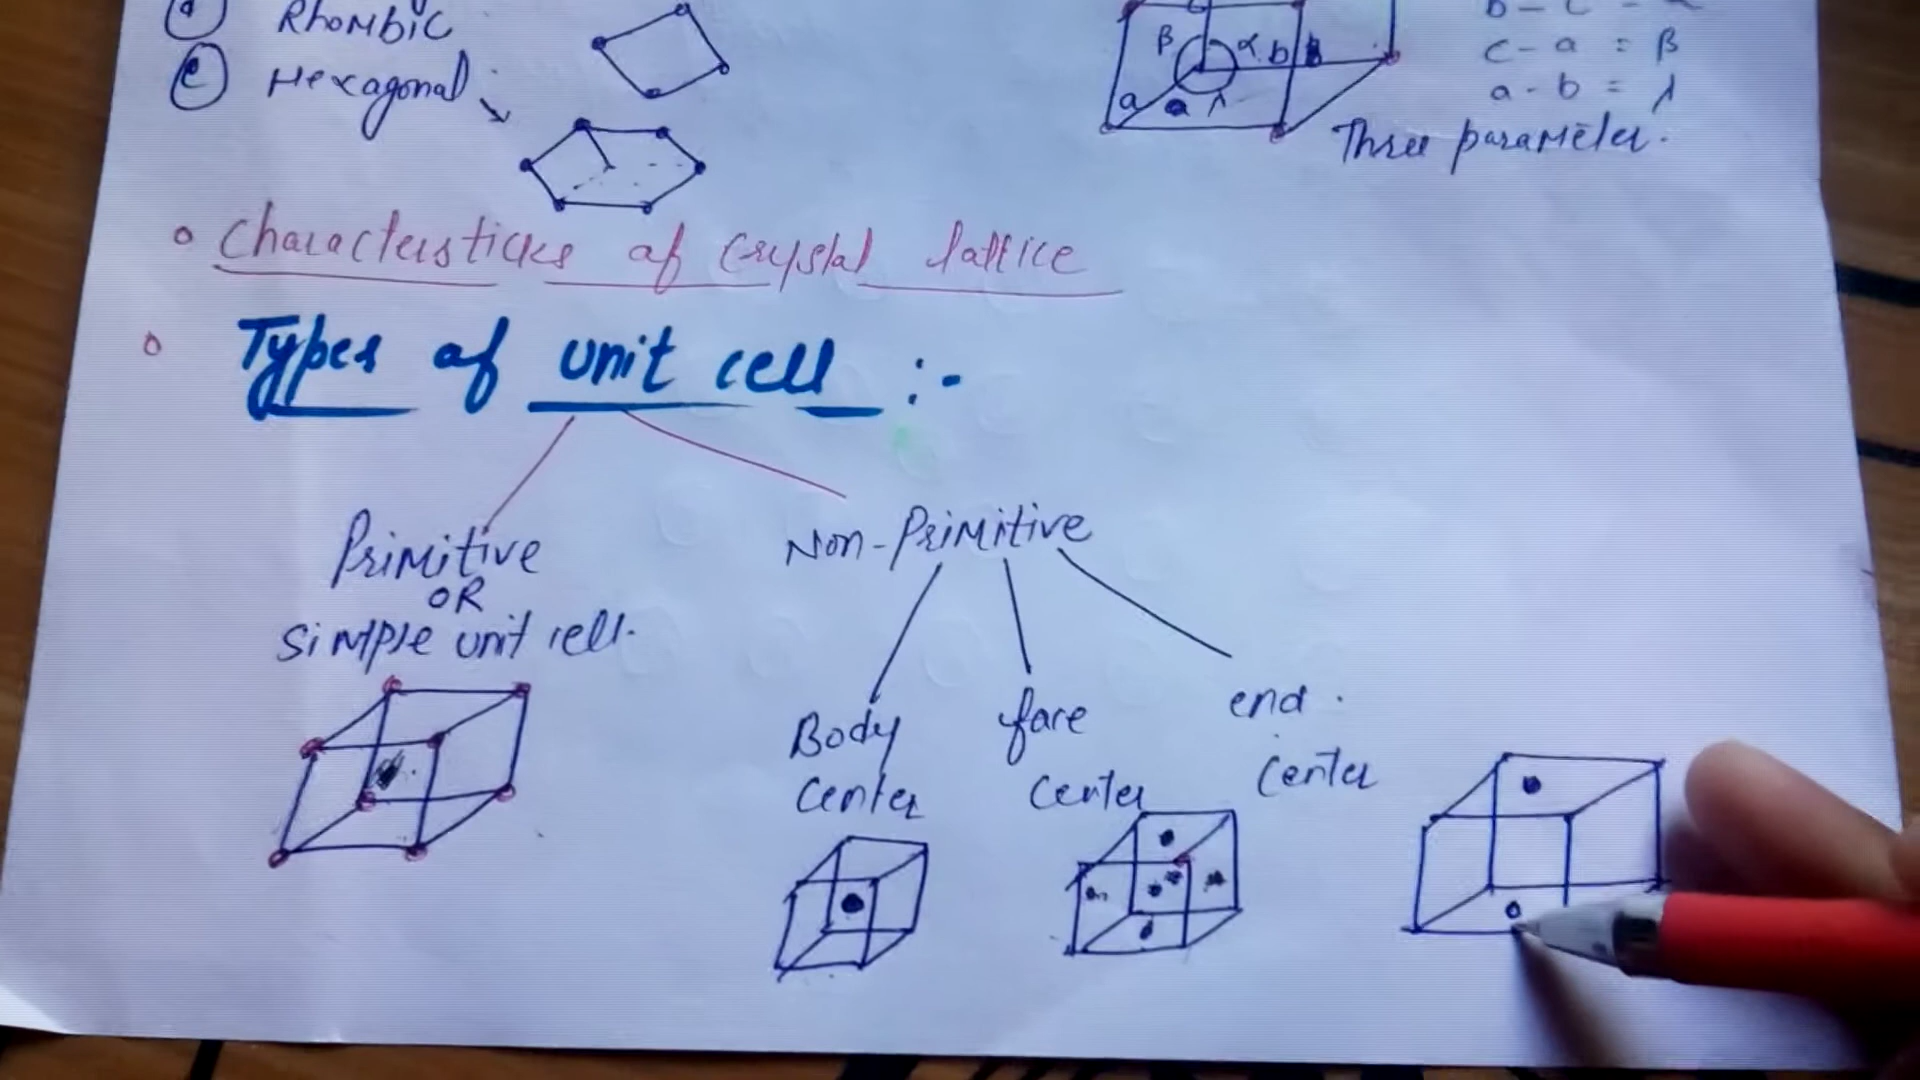 d Rhombic
e Hexagonal
c
β α b
a a λ
b - c - α
c - a = β
a - b = λ
Three parameter.
Characteristicks of Crystal lattice
Types of unit cell :-
Primitive
OR
Simple unit cell.
Non-Primitive
Body
Center
face
Center
end
Center